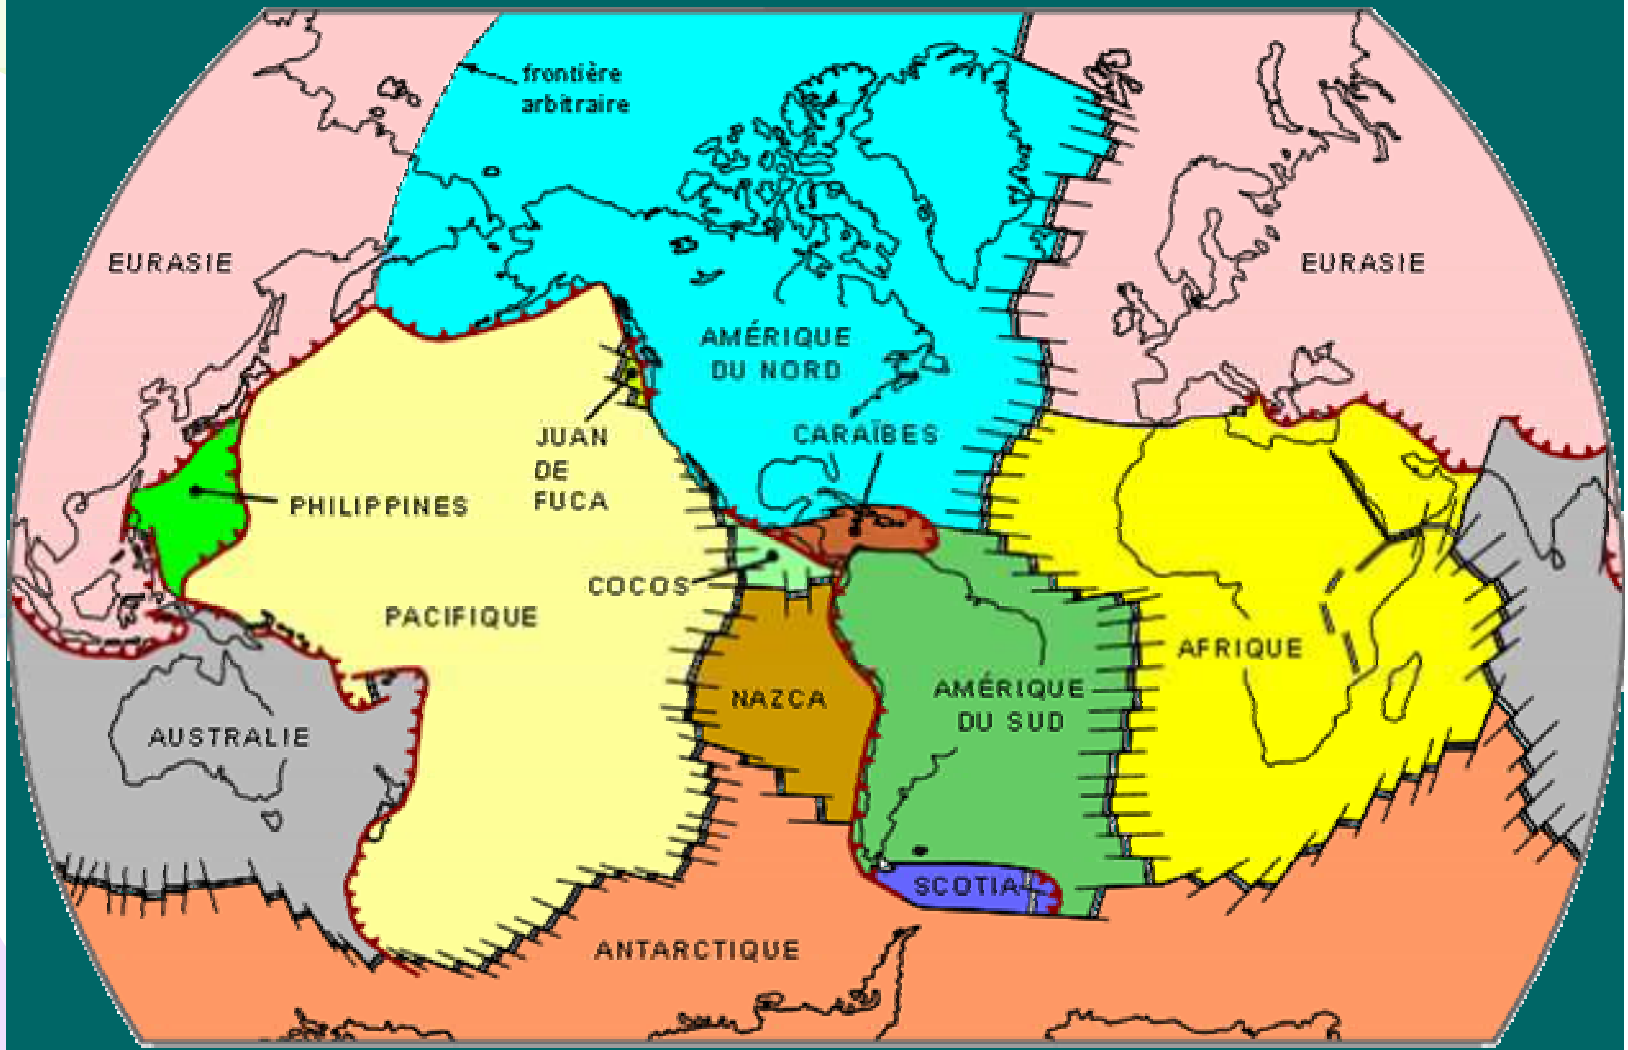 frontière
arbitraire
EURASIE
EURASIE
AMÉRIQUE
DU NORD
JUAN
DE
FUCA
CARAÏBES
PHILIPPINES
COCOS
PACIFIQUE
AFRIQUE
NAZCA
AMÉRIQUE
DU SUD
AUSTRALIE
SCOTIA
ANTARCTIQUE